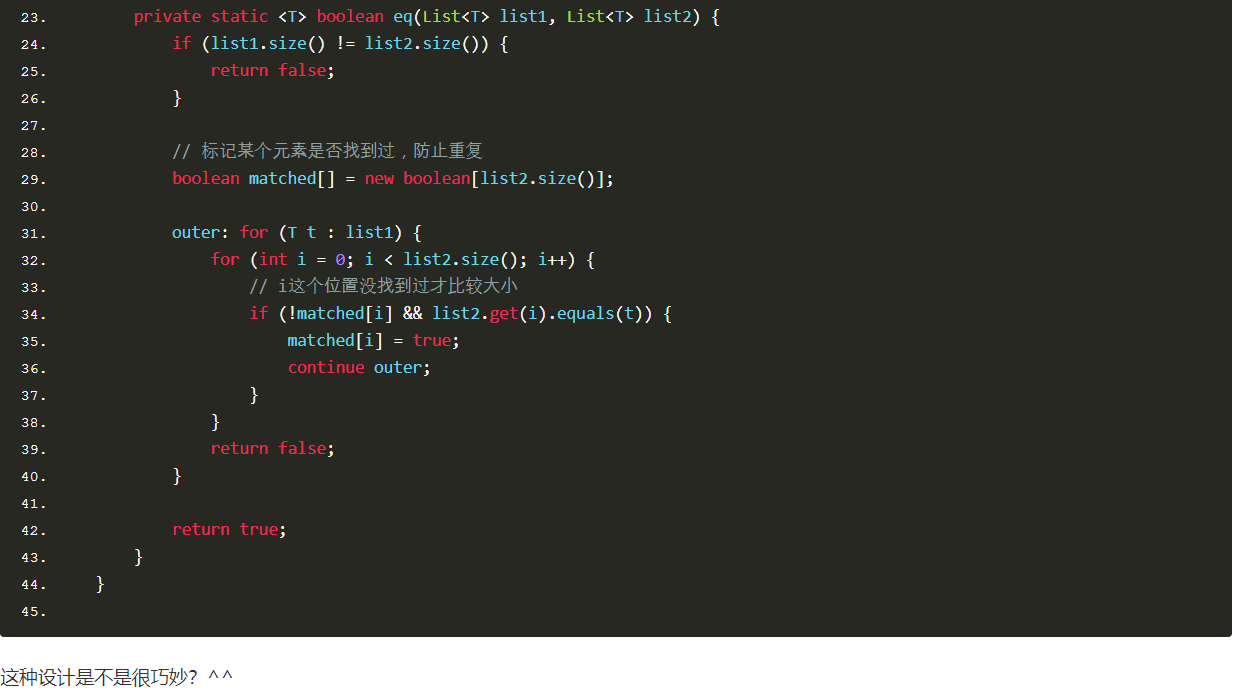 23. private static <T> boolean eq(List<T> list1, List<T> list2) {
24. if (list1.size() != list2.size()) {
25. return false;
26. }
27.
28. // 标记某个元素是否找到过，防止重复
29. boolean matched[] = new boolean[list2.size()];
30.
31. outer: for (T t : list1) {
32. for (int i = 0; i < list2.size(); i++) {
33. // i这个位置没找到过才比较大小
34. if (!matched[i] && list2.get(i).equals(t)) {
35. matched[i] = true;
36. continue outer;
37. }
38. }
39. return false;
40. }
41.
42. return true;
43. }
44. }
45.
这种设计是不是很巧妙？^^